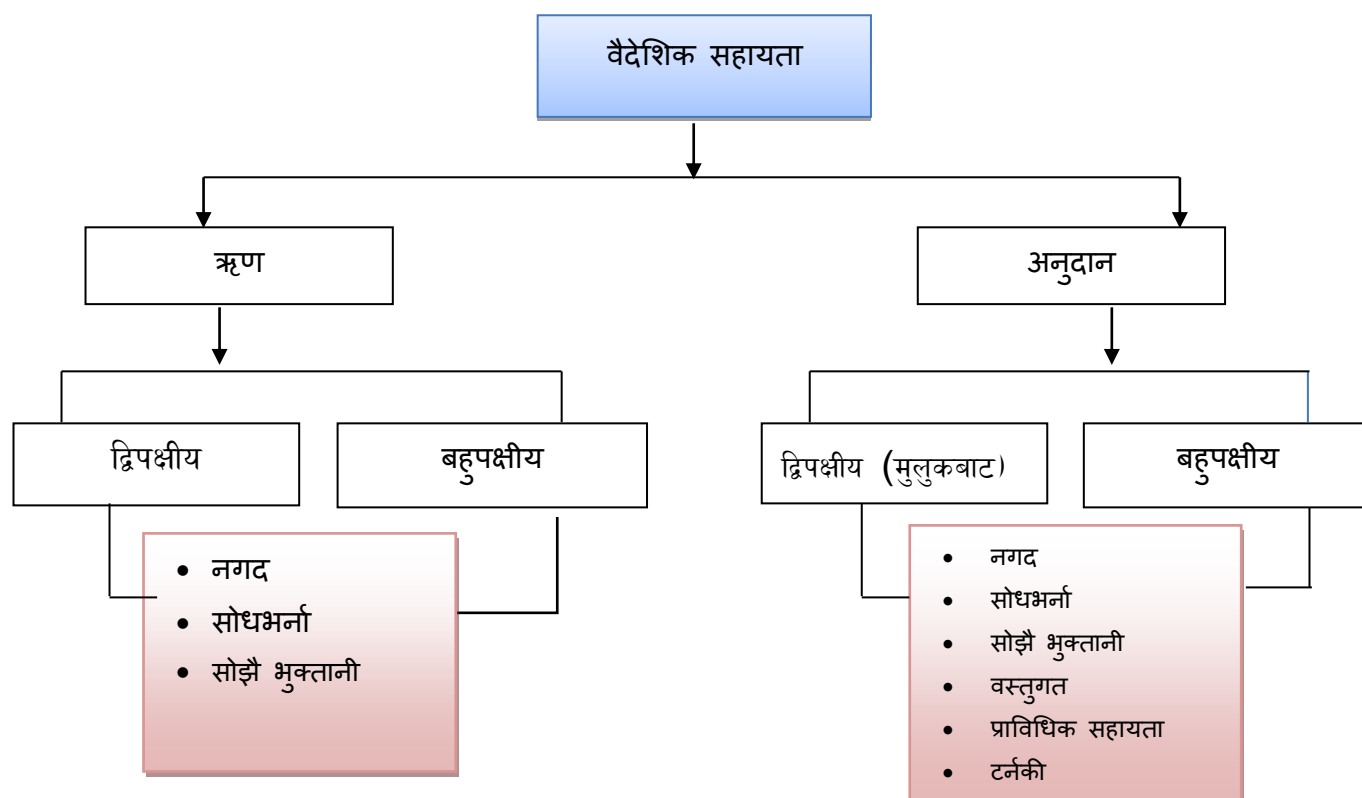 वैदेशिक सहायता
ऋण
अनुदान
द्विपक्षीय
बहुपक्षीय
द्विपक्षीय (मुलुकबाट)
बहुपक्षीय
• नगद
• सोधभर्ना
• सोझै भुक्तानी
• नगद
• सोधभर्ना
• सोझै भुक्तानी
• वस्तुगत
• प्राविधिक सहायता
• टर्नकी